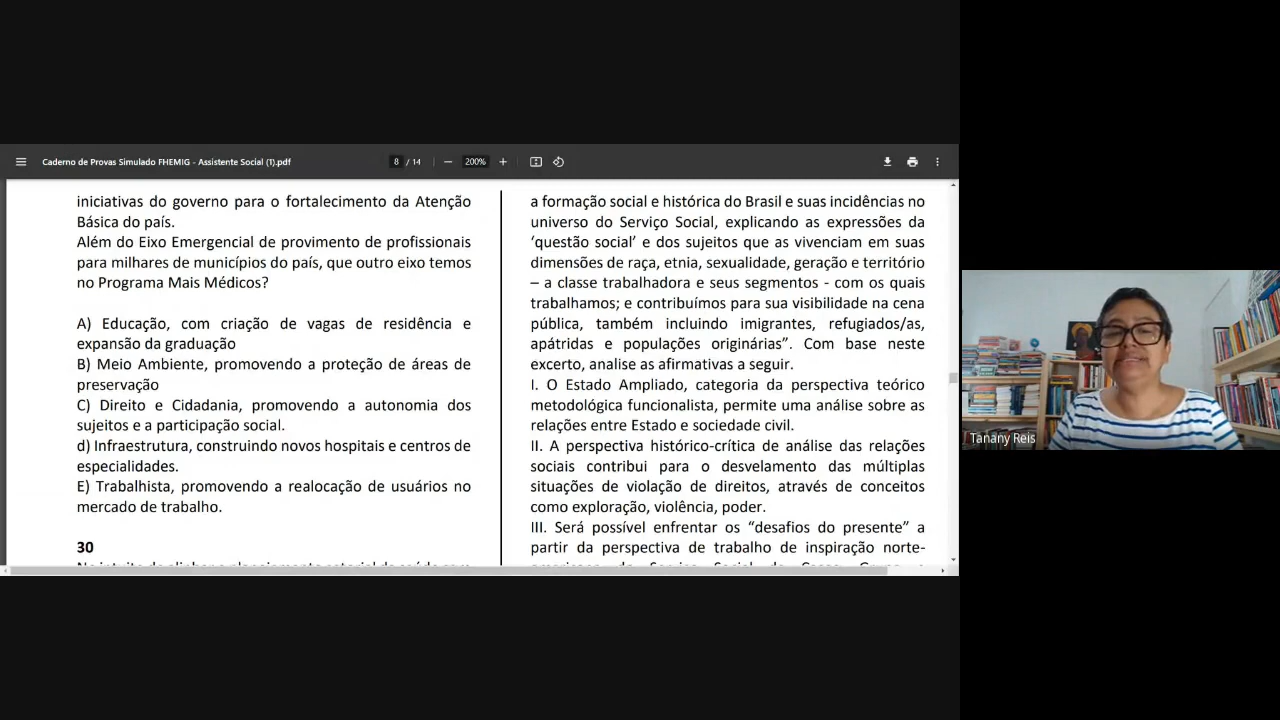 Caderno de Provas Simulado FHEMIG - Assistente Social (1).pdf
8 / 14
200%
iniciativas do governo para o fortalecimento da Atenção
Básica do país.
Além do Eixo Emergencial de provimento de profissionais
para milhares de municípios do país, que outro eixo temos
no Programa Mais Médicos?
A) Educação, com criação de vagas de residência e
expansão da graduação
B) Meio Ambiente, promovendo a proteção de áreas de
preservação
C) Direito e Cidadania, promovendo a autonomia dos
sujeitos e a participação social.
d) Infraestrutura, construindo novos hospitais e centros de
especialidades.
E) Trabalhista, promovendo a realocação de usuários no
mercado de trabalho.
30
a formação social e histórica do Brasil e suas incidências no
universo do Serviço Social, explicando as expressões da
‘questão social’ e dos sujeitos que as vivenciam em suas
dimensões de raça, etnia, sexualidade, geração e território
– a classe trabalhadora e seus segmentos - com os quais
trabalhamos; e contribuímos para sua visibilidade na cena
pública, também incluindo imigrantes, refugiados/as,
apátridas e populações originárias”. Com base neste
excerto, analise as afirmativas a seguir.
I. O Estado Ampliado, categoria da perspectiva teórico
metodológica funcionalista, permite uma análise sobre as
relações entre Estado e sociedade civil.
II. A perspectiva histórico-crítica de análise das relações
sociais contribui para o desvelamento das múltiplas
situações de violação de direitos, através de conceitos
como exploração, violência, poder.
III. Será possível enfrentar os “desafios do presente” a
partir da perspectiva de trabalho de inspiração norte-
Tanany Reis